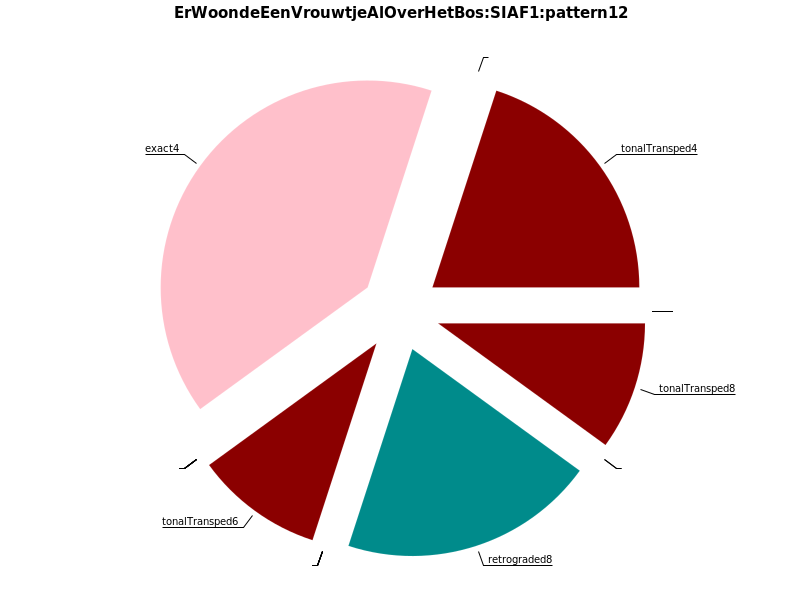 ErWoondeEenVrouwtjeAlOverHetBos:SIAF1:pattern12
exact4
tonalTransped4
tonalTransped8
tonalTransped6
retrograded8